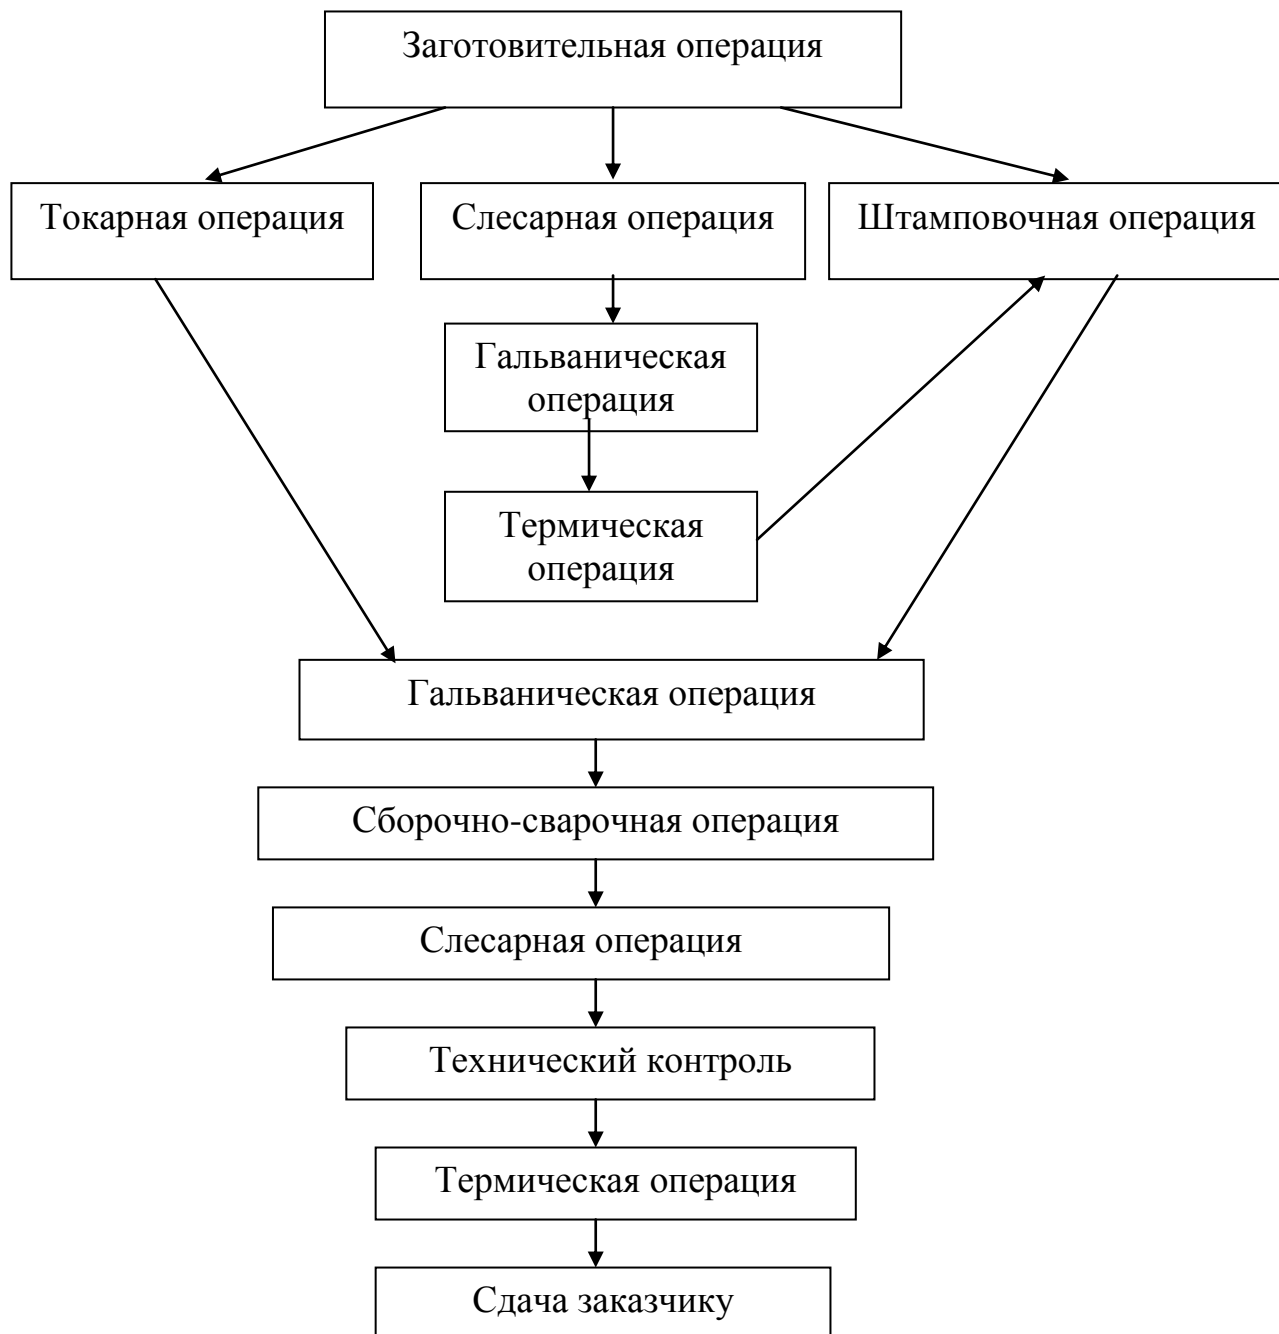 Заготовительная операция
Токарная операция
Слесарная операция
Штамповочная операция
Гальваническая
операция
Термическая
операция
Гальваническая операция
Сборочно-сварочная операция
Слесарная операция
Технический контроль
Термическая операция
Сдача заказчику